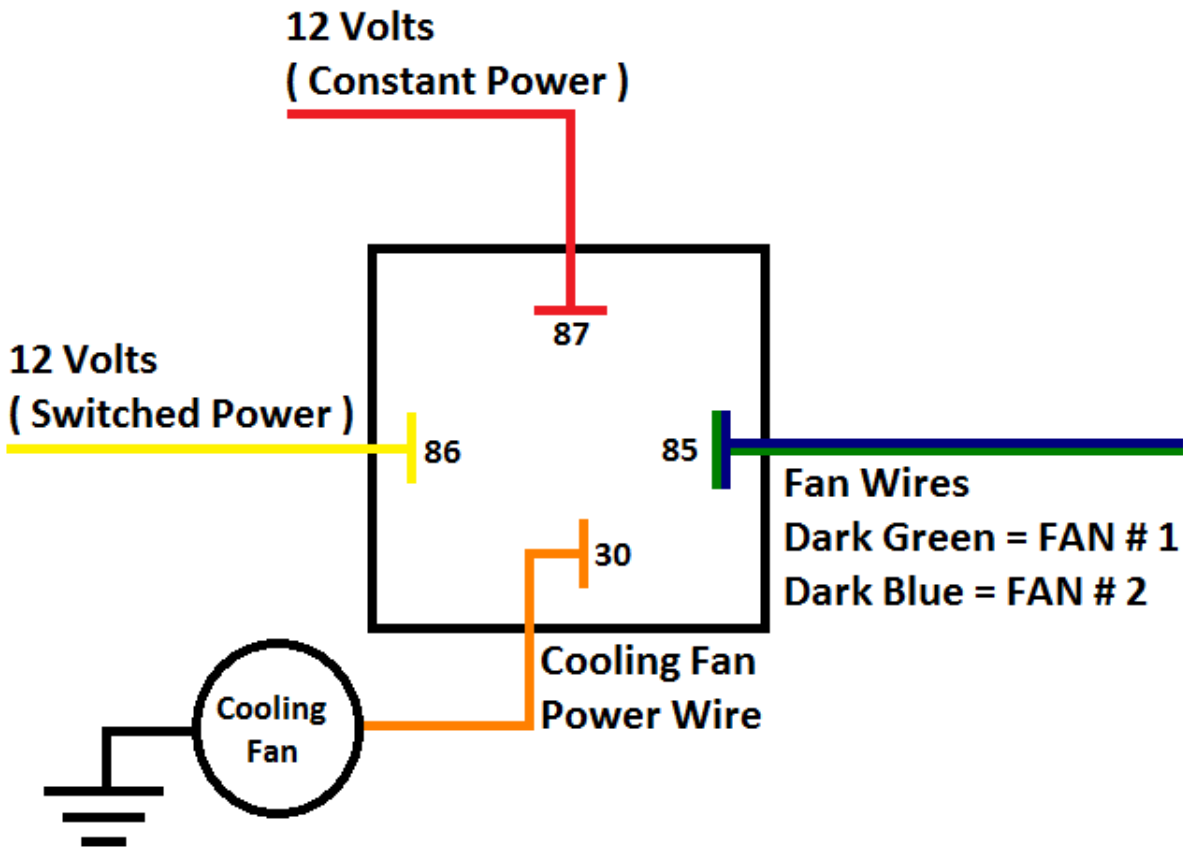 12 Volts
( Constant Power )
87
12 Volts
( Switched Power )
86
85
Fan Wires
Dark Green = FAN # 1
Dark Blue = FAN # 2
30
Cooling Fan
Power Wire
Cooling
Fan